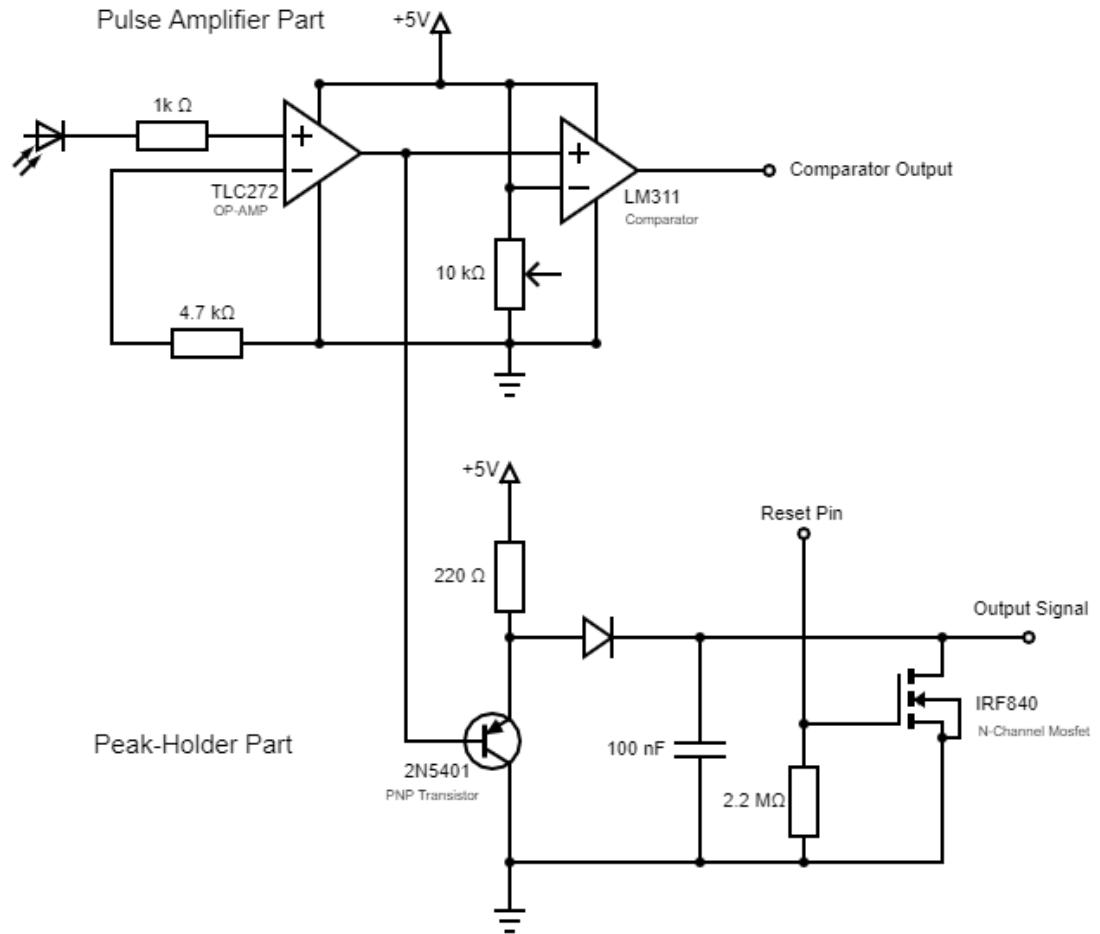 Pulse Amplifier Part
+5V
1k Ω
TLC272
OP-AMP
LM311
Comparator
Comparator Output
10 kΩ
4.7 kΩ
+5V
Reset Pin
220 Ω
Output Signal
IRF840
N-Channel Mosfet
Peak-Holder Part
100 nF
2N5401
PNP Transistor
2.2 MΩ